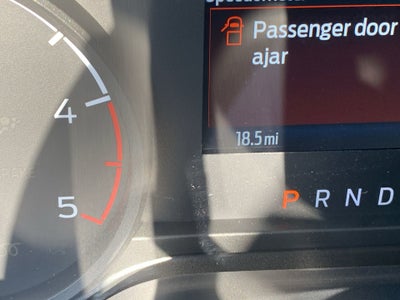 Passenger door
ajar
4
18.5 mi
5
P R N D